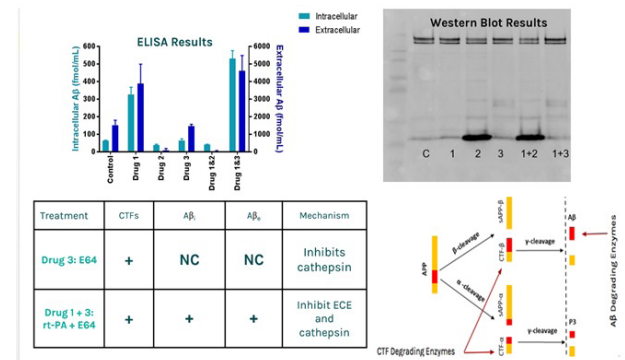 Intracellular
Extracellular
ELISA Results
Intracellular Aβ (fmol/mL)
600
500
400
300
200
100
0
6000
5000
4000
3000
2000
1000
0
Extracellular Aβ (fmol/mL)
Control
Drug 1
Drug 2
Drug 3
Drug 1&2
Drug 1&3
Western Blot Results
C 1 2 3 1+2 1+3
Treatment CTFs Aβi Aβe Mechanism
Drug 3: E64 + NC NC Inhibits
cathepsin
Drug 1 + 3:
rt-PA + E64 + + + Inhibit ECE
and
cathepsin
APP
β-cleavage
α-cleavage
sAPP-β
CTF-β
sAPP-α
CTF-α
γ-cleavage
γ-cleavage
Aβ
P3
Aβ Degrading Enzymes
CTF Degrading Enzymes